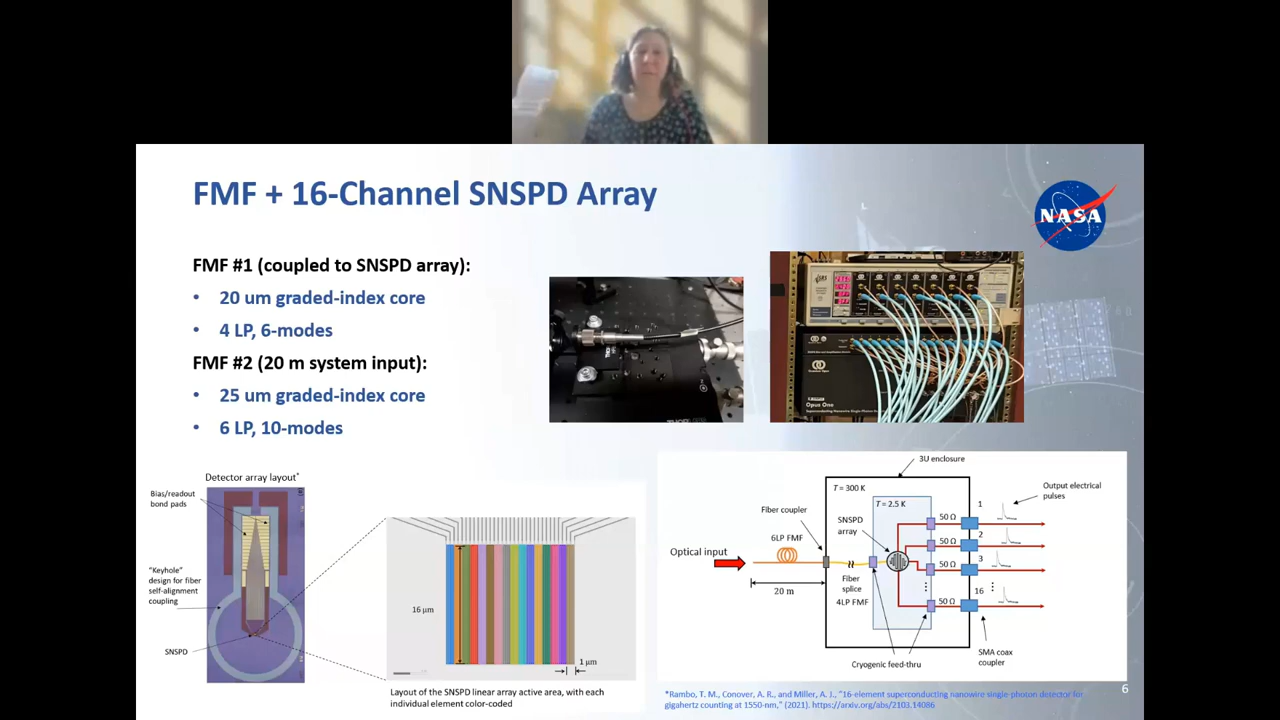 FMF + 16-Channel SNSPD Array
NASA
FMF #1 (coupled to SNSPD array):
• 20 um graded-index core
• 4 LP, 6-modes
FMF #2 (20 m system input):
• 25 um graded-index core
• 6 LP, 10-modes
Opus One
Detector array layout*
Bias/readout
bond pads
"Keyhole"
design for fiber
self-alignment
coupling
SNSPD
16 µm
1 µm
Layout of the SNSPD linear array active area, with each
individual element color-coded
3U enclosure
T = 300 K
T = 2.5 K
Output electrical
pulses
Fiber coupler
SNSPD
array
6LP FMF
Optical input
20 m
Fiber
splice
4LP FMF
50 Ω
1
50 Ω
2
50 Ω
3
50 Ω
16
SMA coax
coupler
Cryogenic feed-thru
*Rambo, T. M., Conover, A. R., and Miller, A. J., "16-element superconducting nanowire single-photon detector for
gigahertz counting at 1550-nm," (2021). https://arxiv.org/abs/2103.14086
6